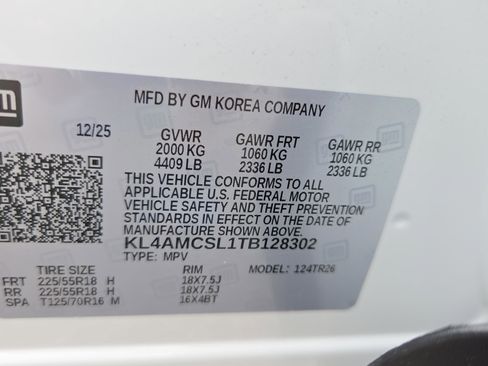 gm
MFD BY GM KOREA COMPANY
12/25 GVWR GAWR FRT GAWR RR
2000 KG 1060 KG 1060 KG
4409 LB 2336 LB 2336 LB
THIS VEHICLE CONFORMS TO ALL
APPLICABLE U.S. FEDERAL MOTOR
VEHICLE SAFETY AND THEFT PREVENTION
STANDARDS IN EFFECT ON THE DATE OF
MANUFACTURE SHOWN ABOVE.
KL4AMCSL1TB128302
TYPE: MPV MODEL: 124TR26
TIRE SIZE RIM
FRT 225/55R18 H 18X7.5J
RR 225/55R18 H 18X7.5J
SPA T125/70R16 M 16X4BT